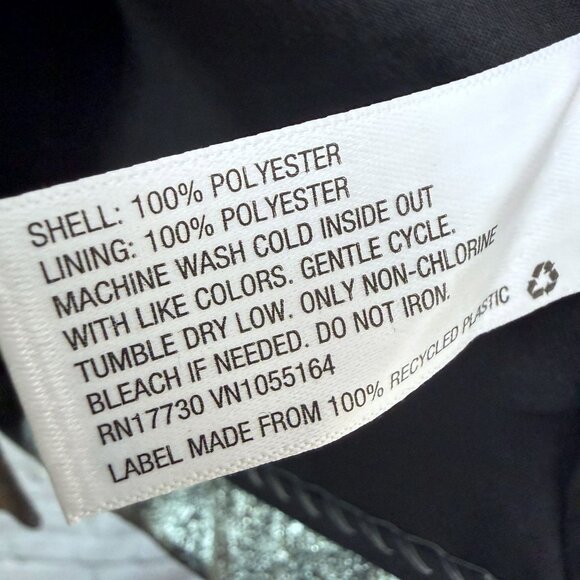 SHELL: 100% POLYESTER
LINING: 100% POLYESTER
MACHINE WASH COLD INSIDE OUT
WITH LIKE COLORS. GENTLE CYCLE.
TUMBLE DRY LOW. ONLY NON-CHLORINE
BLEACH IF NEEDED. DO NOT IRON.
RN17730 VN1055164
LABEL MADE FROM 100% RECYCLED PLASTIC